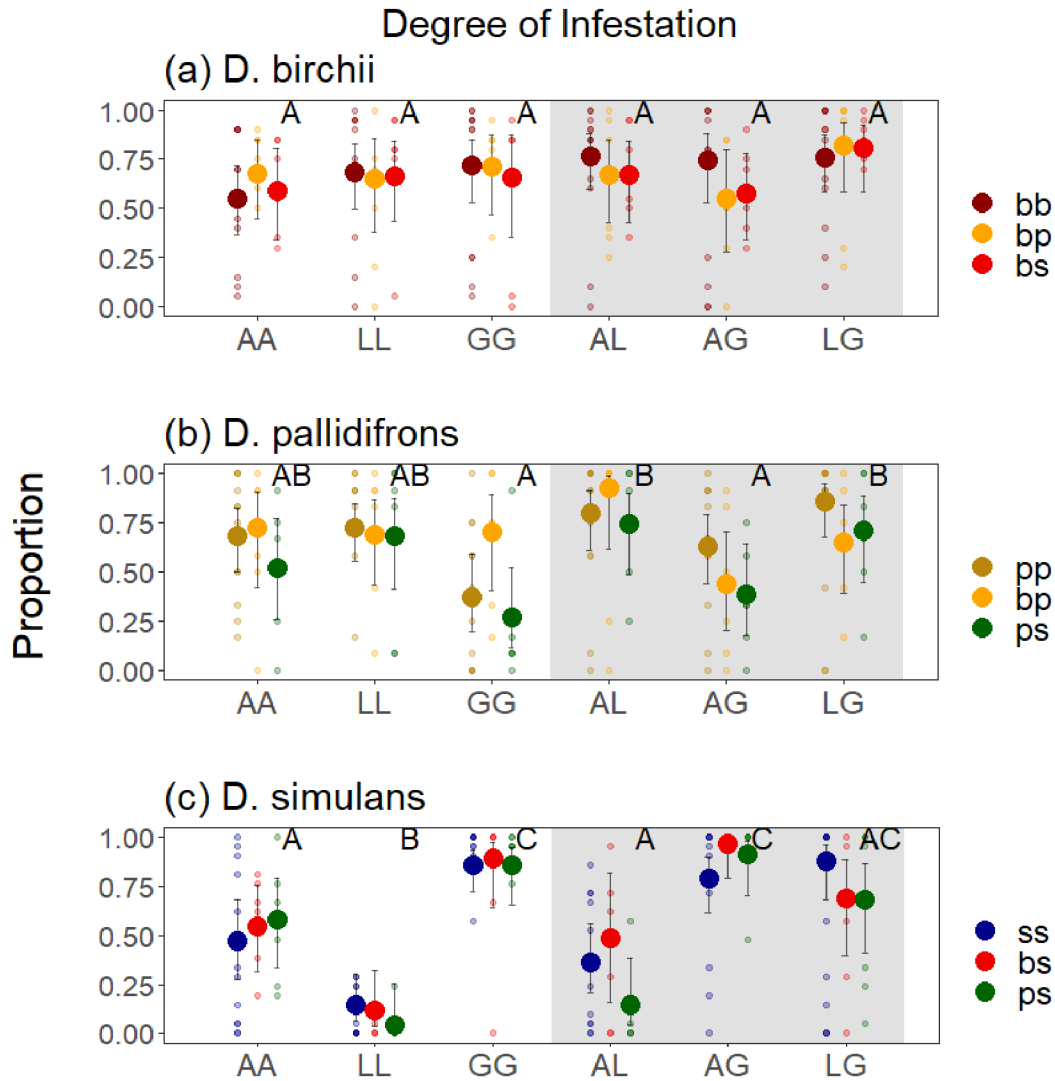 Degree of Infestation
(a) D. birchii
1.00
0.75
0.50
0.25
0.00
A A A A A A
AA LL GG AL AG LG
bb
bp
bs
Proportion
(b) D. pallidifrons
1.00
0.75
0.50
0.25
0.00
AB AB A B A B
AA LL GG AL AG LG
pp
bp
ps
(c) D. simulans
1.00
0.75
0.50
0.25
0.00
A B C A C AC
AA LL GG AL AG LG
ss
bs
ps